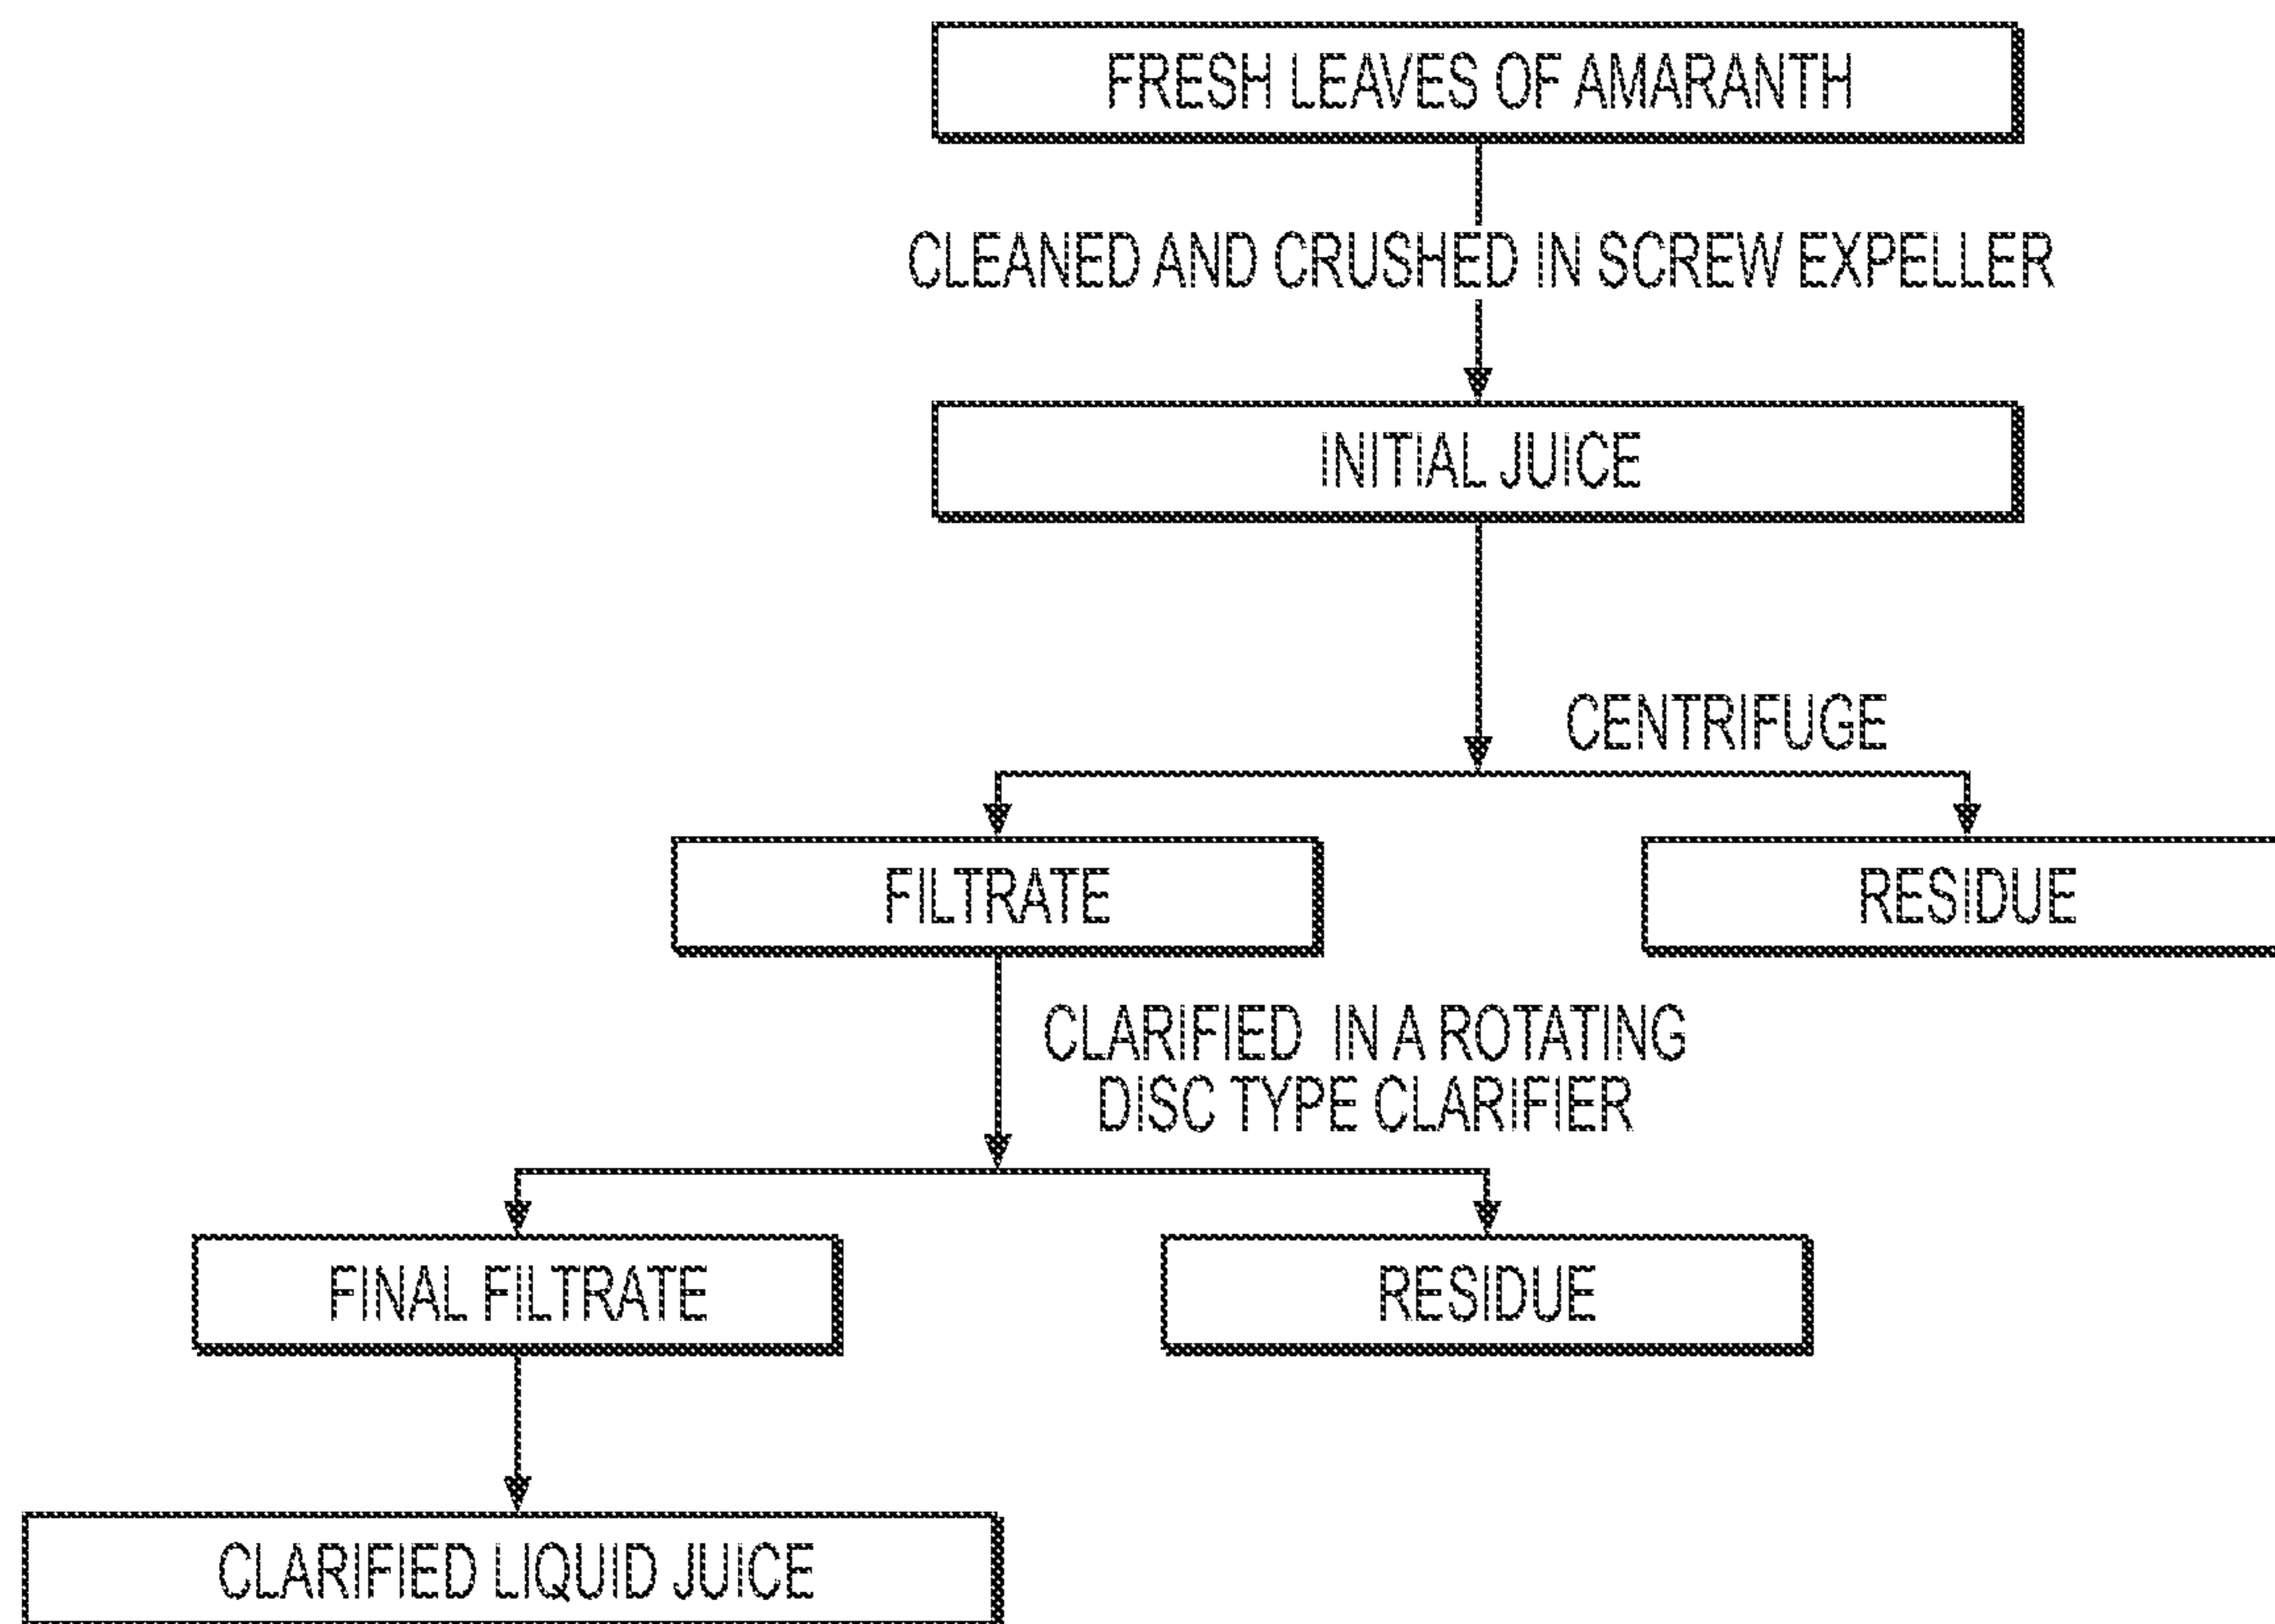 FRESH LEAVES OF AMARANTH
CLEANED AND CRUSHED IN SCREW EXPELLER
INITIAL JUICE
CENTRIFUGE
FILTRATE
RESIDUE
CLARIFIED IN A ROTATING
DISC TYPE CLARIFIER
FINAL FILTRATE
RESIDUE
CLARIFIED LIQUID JUICE